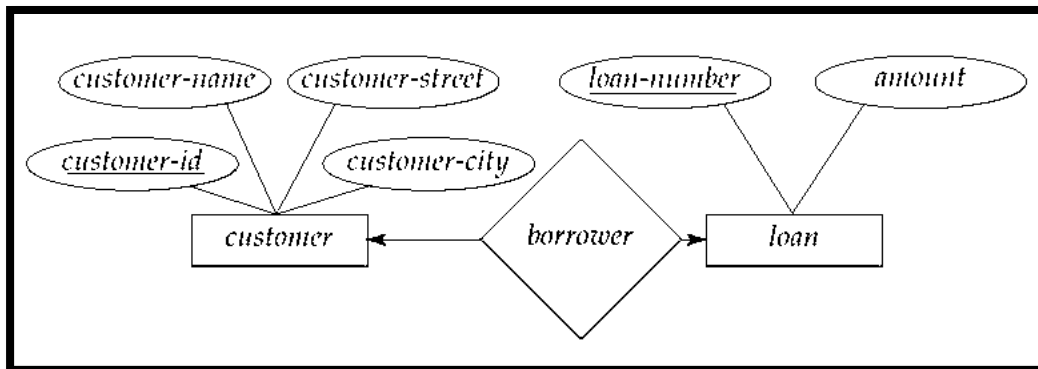 customer-name
customer-street
loan-number
amount
customer-id
customer-city
customer
borrower
loan